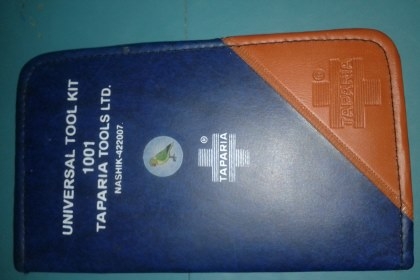 UNIVERSAL TOOL KIT
1001
TAPARIA TOOLS LTD.
NASHIK-422007.
®
TAPARIA
®
TAPARIA